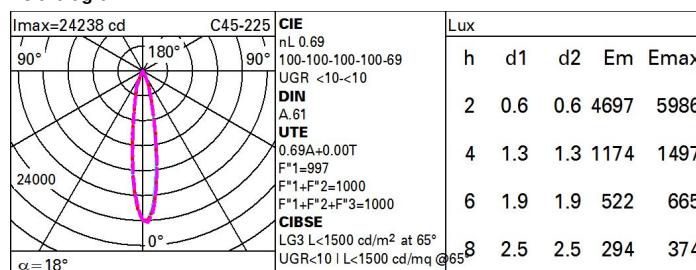 Imax=24238 cd C45-225
90° 180° 90°
24000
0°
α=18°
CIE
nL 0.69
100-100-100-100-69
UGR <10-<10
DIN
A.61
UTE
0.69A+0.00T
F"1=997
F"1+F"2=1000
F"1+F"2+F"3=1000
CIBSE
LG3 L<1500 cd/m² at 65°
UGR<10 | L<1500 cd/mq @65°
Lux
h d1 d2 Em Emax
2 0.6 0.6 4697 5986
4 1.3 1.3 1174 1497
6 1.9 1.9 522 665
8 2.5 2.5 294 374